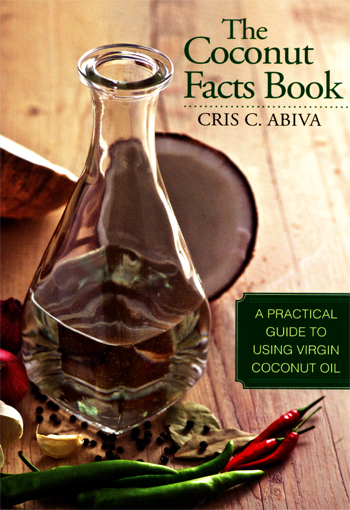 The
Coconut
Facts Book
CRIS C. ABIVA
A PRACTICAL
GUIDE TO
USING VIRGIN
COCONUT OIL